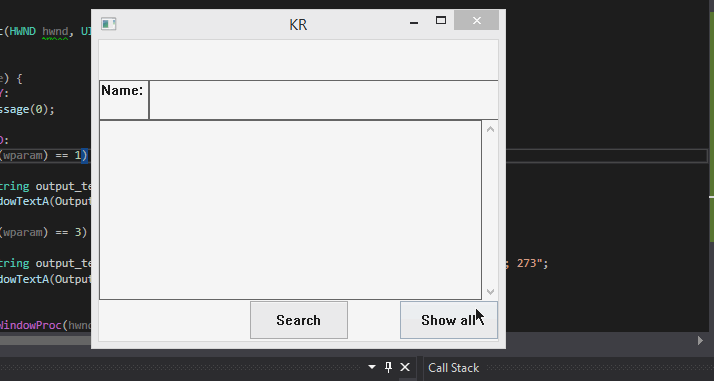 KR
t(HWND hwnd, UI
e) {
Y:
ssage(0);
Name:
D:
(wparam) == 1)
tring output_te
dowTextA(Output
(wparam) == 3)
tring output_te
; 273";
dowTextA(Output
Search
Show all
WindowProc(hwnd
Call Stack